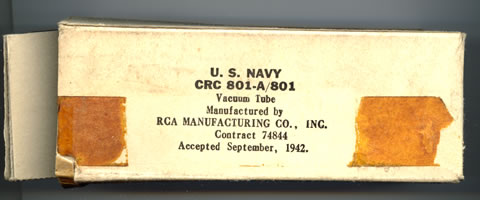 U. S. NAVY
CRC 801-A/801
Vacuum Tube
Manufactured by
RCA MANUFACTURING CO., INC.
Contract 74844
Accepted September, 1942.